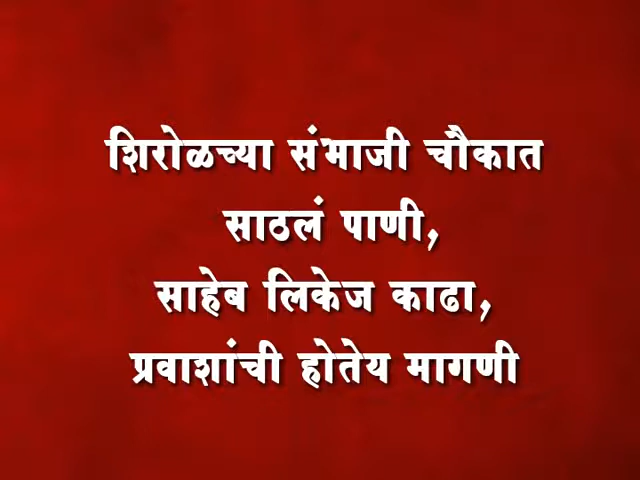 शिरोळच्या संभाजी चौकात
साठलं पाणी,
साहेब लिकेज काढा,
प्रवाशांची होतेय मागणी